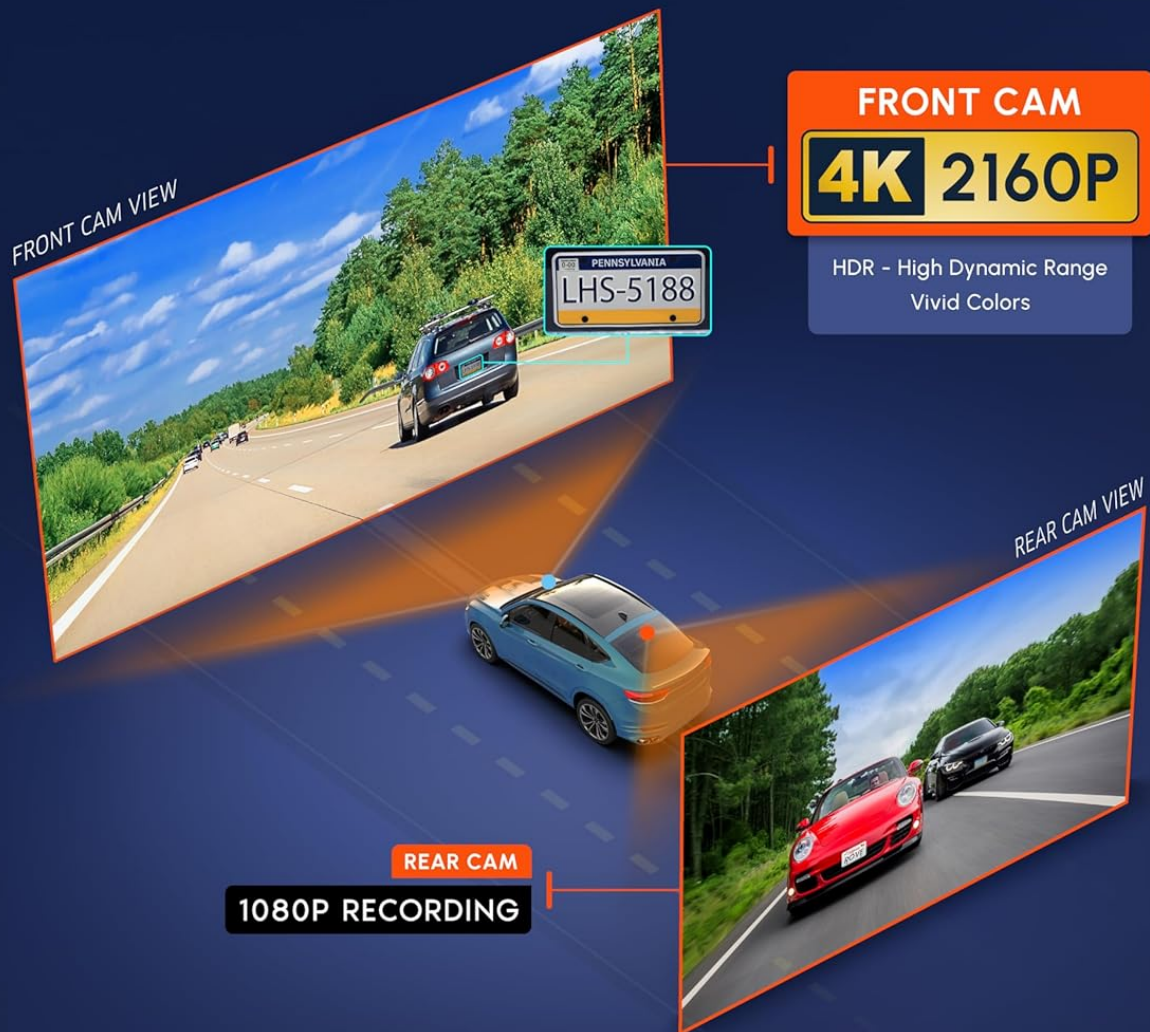 FRONT CAM VIEW
FRONT CAM
4K 2160P
HDR - High Dynamic Range
Vivid Colors
PENNSYLVANIA
LHS-5188
REAR CAM VIEW
REAR CAM
1080P RECORDING
ROVE